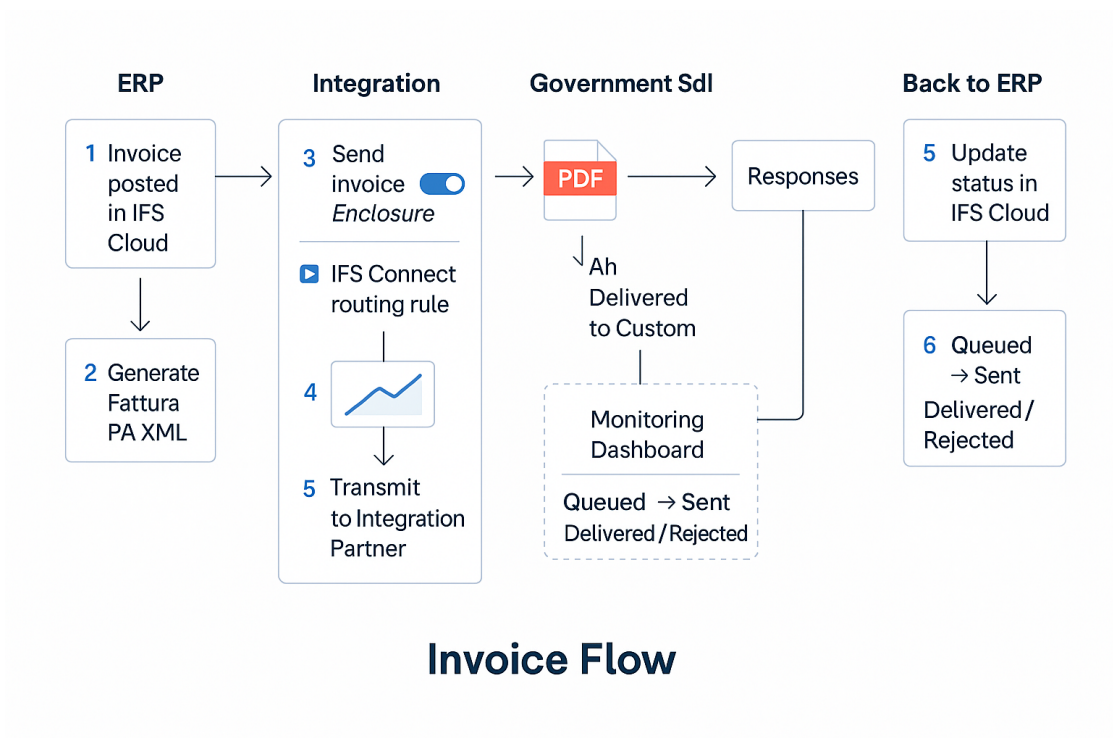 ERP
1 Invoice
posted
in IFS
Cloud
2 Generate
Fattura
PA XML
Integration
3 Send
invoice
Enclosure
IFS Connect
routing rule
4
5 Transmit
to Integration
Partner
Government SdI
PDF
Ah
Delivered
to Custom
Monitoring
Dashboard
Queued → Sent
Delivered/Rejected
Responses
Back to ERP
5 Update
status in
IFS Cloud
6 Queued
→ Sent
Delivered/
Rejected
Invoice Flow